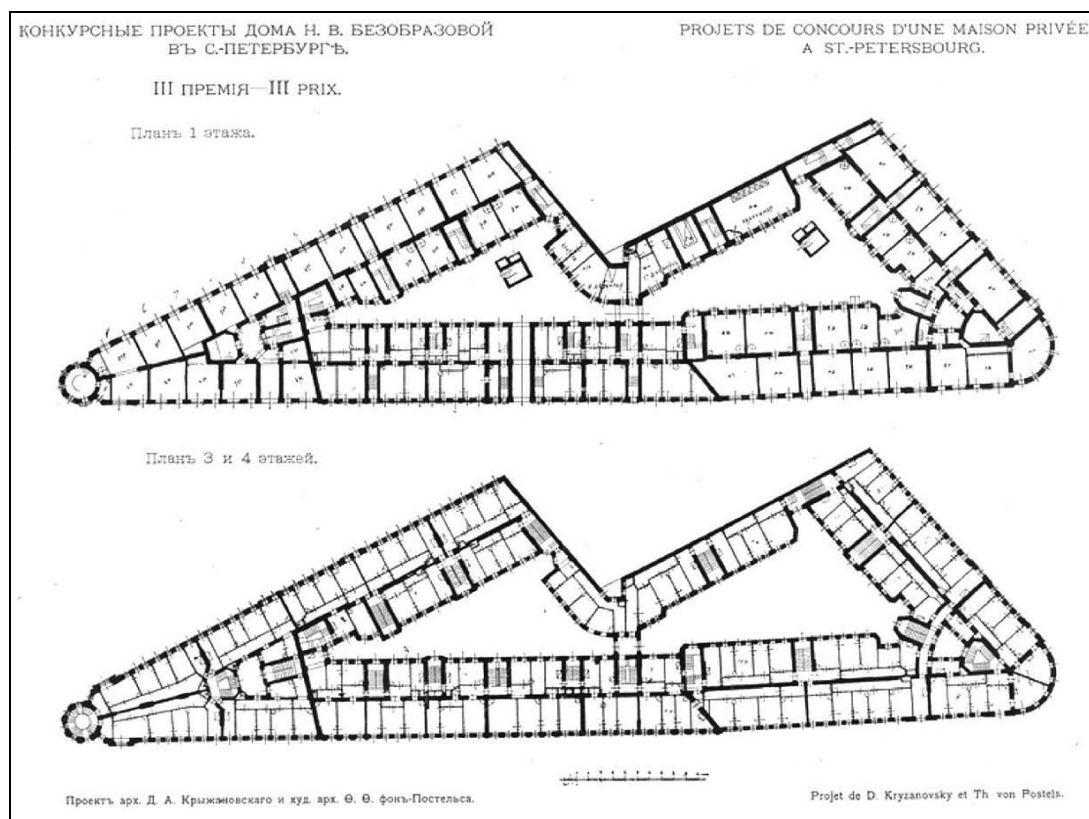 КОНКУРСНЫЕ ПРОЕКТЫ ДОМА Н. В. БЕЗОБРАЗОВОЙ
ВЪ С.-ПЕТЕРБУРГѢ.
PROJETS DE CONCOURS D'UNE MAISON PRIVÉE
A ST.-PETERSBOURG.
III ПРЕМІЯ—III PRIX.
Планъ 1 этажа.
Планъ 3 и 4 этажей.
Проектъ арх. Д. А. Крыжановскаго и худ. арх. Ѳ. Ѳ. фонъ-Постельса.
Projet de D. Kryzanovsky et Th von Postels.